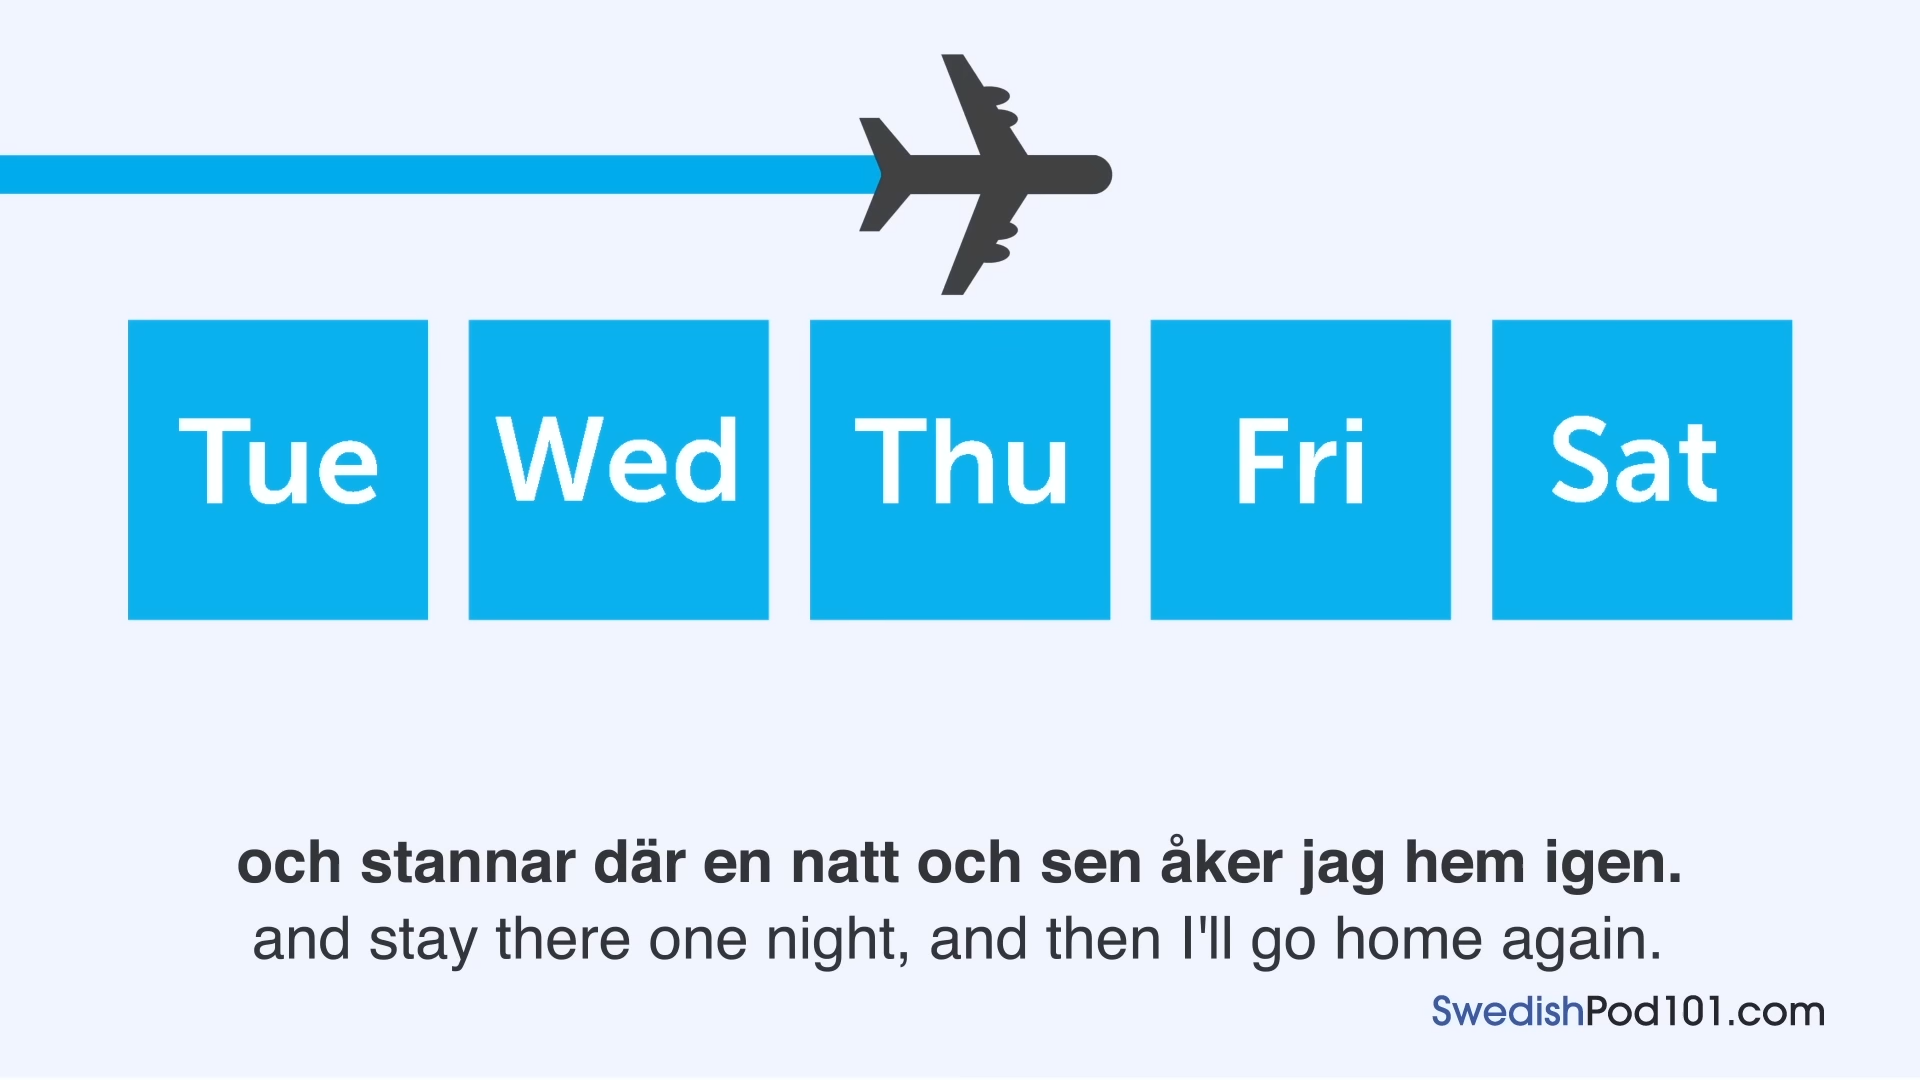 Tue Wed Thu Fri Sat
och stannar där en natt och sen åker jag hem igen.
and stay there one night, and then I'll go home again.
SwedishPod101.com